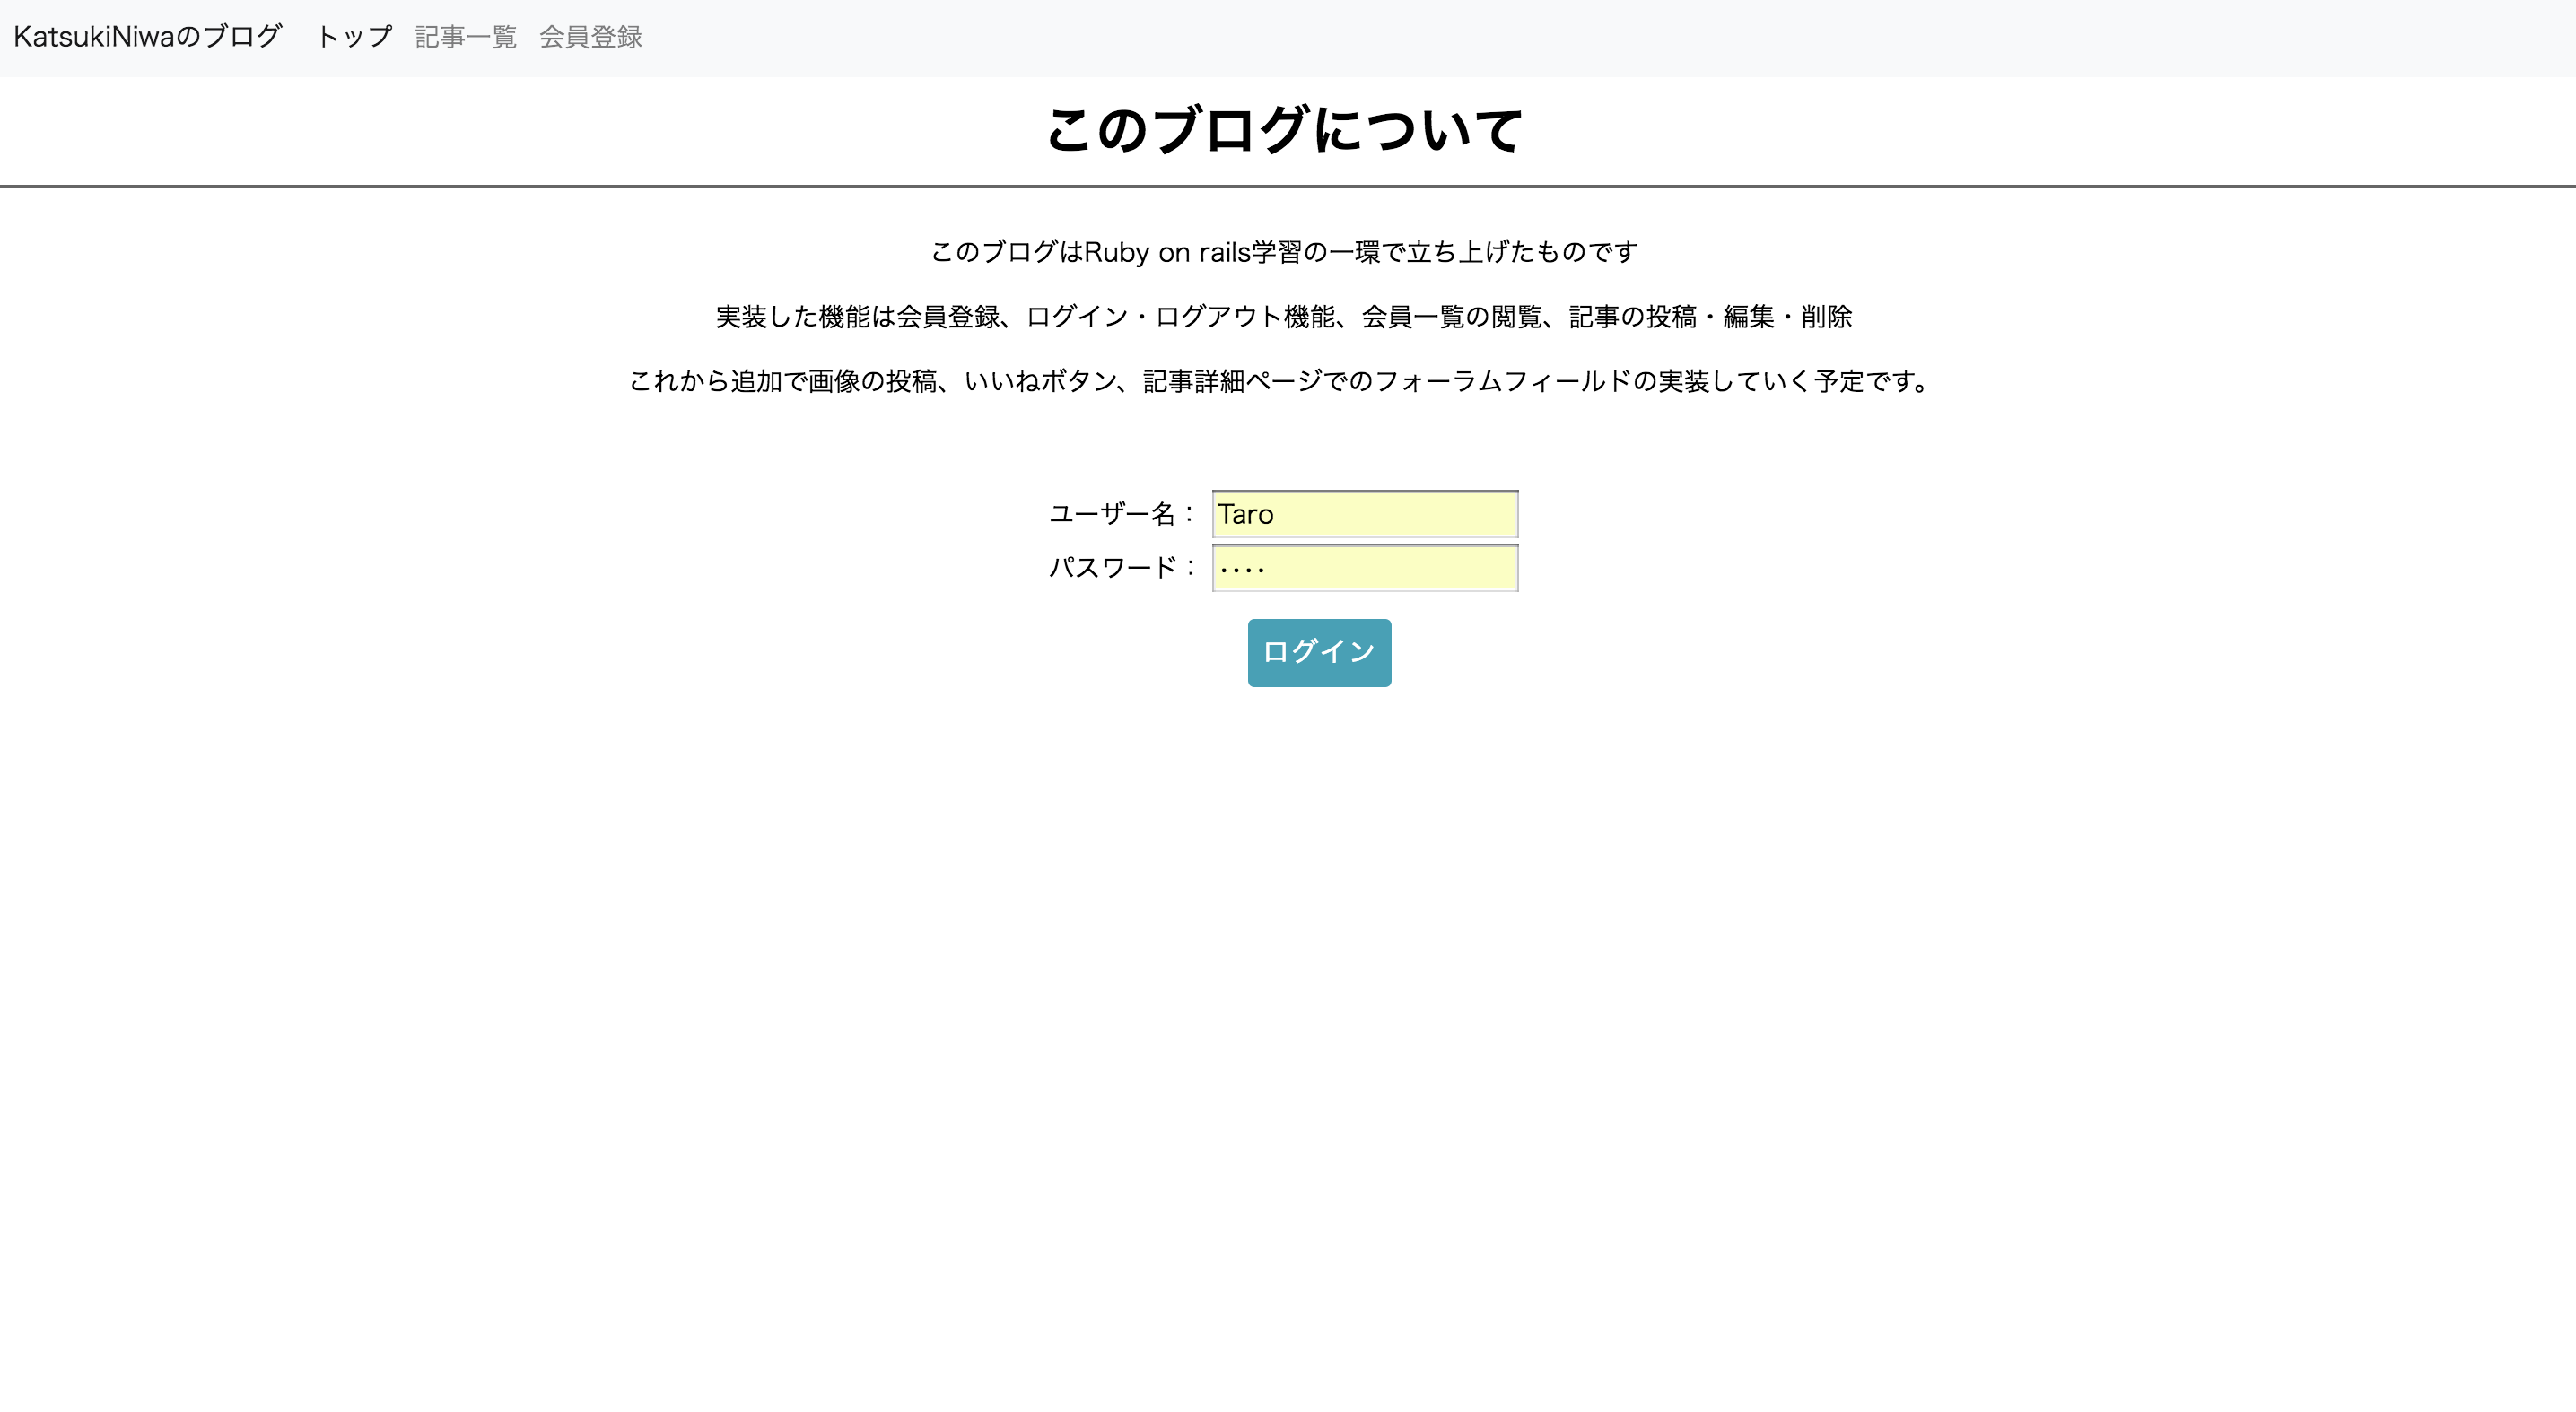 KatsukiNiwaのブログ トップ 記事一覧 会員登録
このブログについて
このブログはRuby on rails学習の一環で立ち上げたものです
実装した機能は会員登録、ログイン・ログアウト機能、会員一覧の閲覧、記事の投稿・編集・削除
これから追加で画像の投稿、いいねボタン、記事詳細ページでのフォーラムフィールドの実装していく予定です。
ユーザー名： Taro
パスワード： ････
ログイン